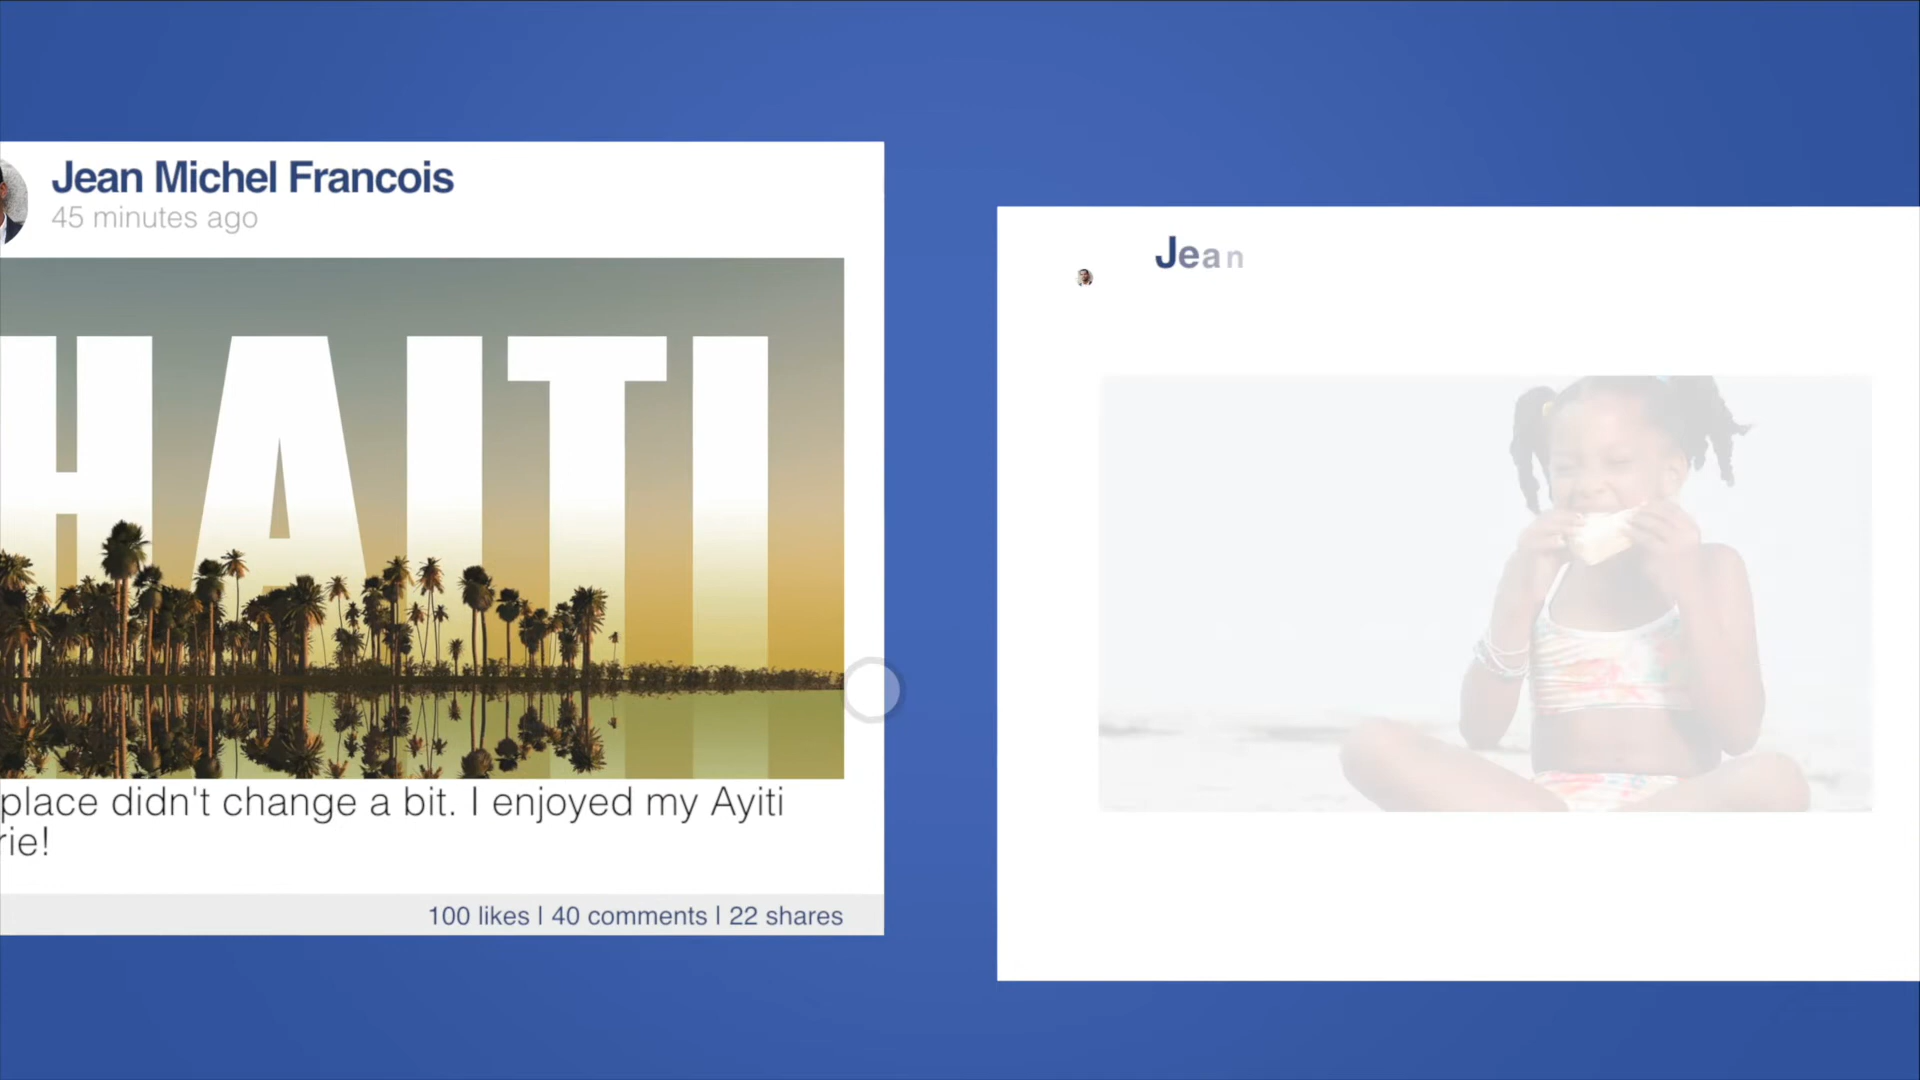 Jean Michel Francois
45 minutes ago
HAITI
place didn't change a bit. I enjoyed my Ayiti
rie!
100 likes | 40 comments | 22 shares
Jean